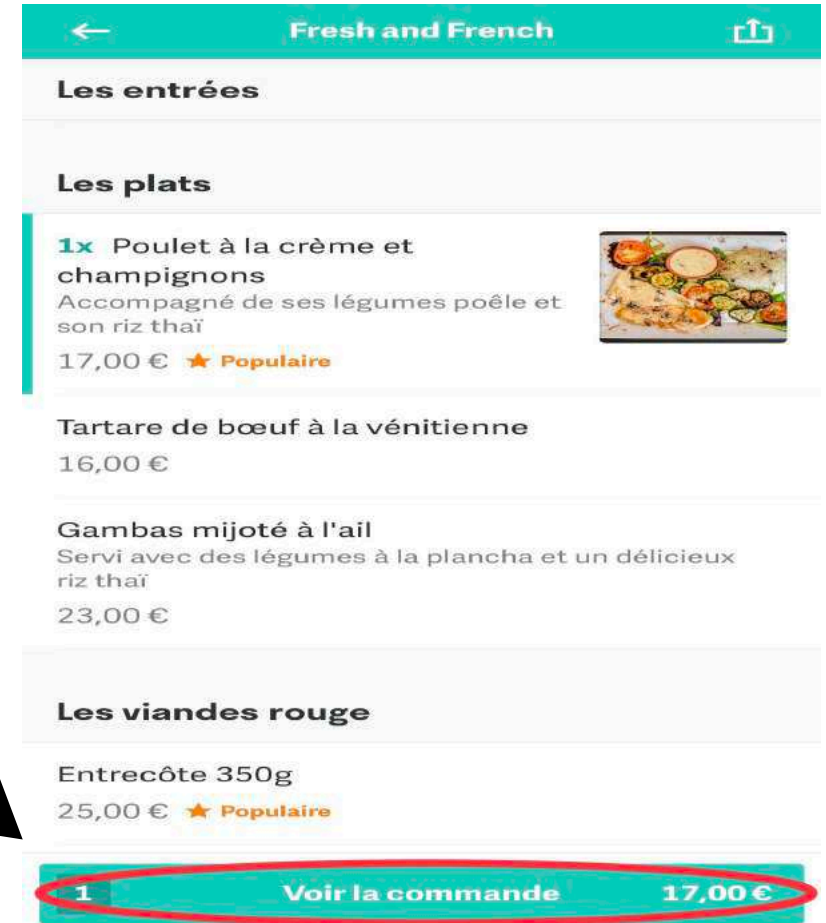 Fresh and French
Les entrées
Les plats
1x Poulet à la crème et
champignons
Accompagné de ses légumes poêle et
son riz thaï
17,00 € ★ Populaire
Tartare de bœuf à la vénitienne
16,00 €
Gambas mijoté à l'ail
Servi avec des légumes à la plancha et un délicieux
riz thaï
23,00 €
Les viandes rouge
Entrecôte 350g
25,00 € ★ Populaire
1 Voir la commande 17,00 €